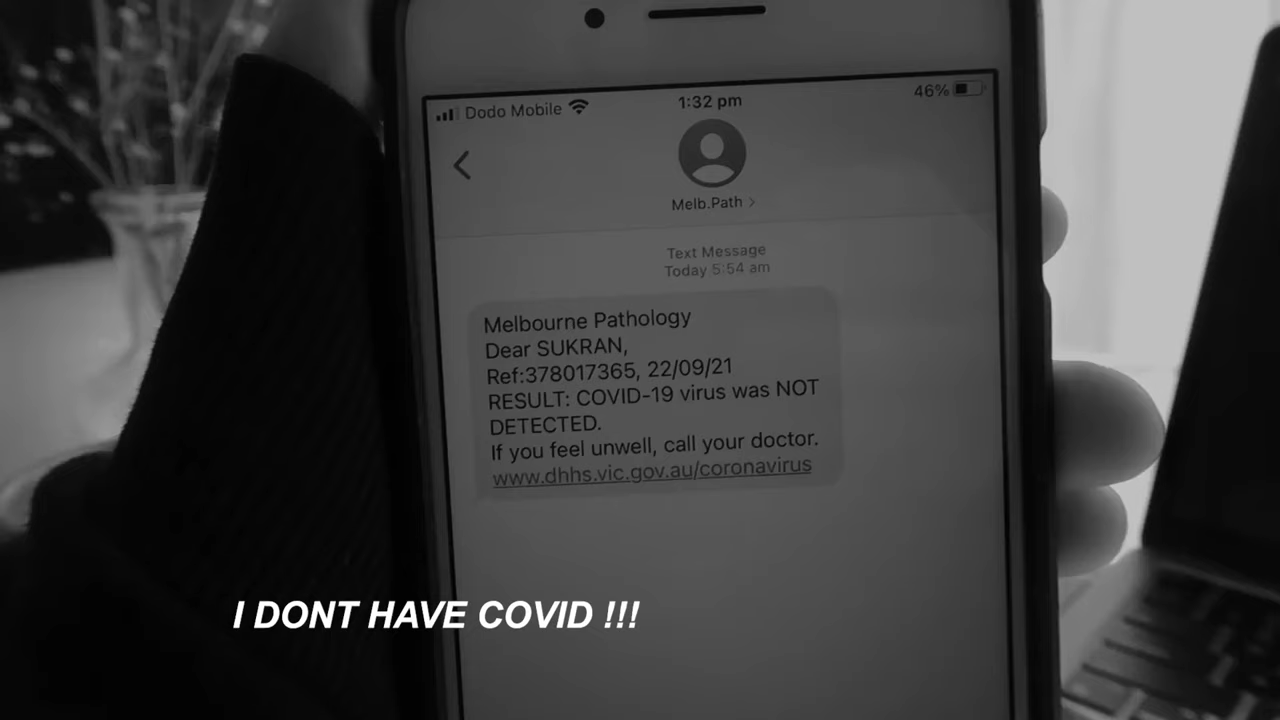 Dodo Mobile
1:32 pm
46%
Melb.Path >
Text Message
Today 5:54 am
Melbourne Pathology
Dear SUKRAN,
Ref:378017365, 22/09/21
RESULT: COVID-19 virus was NOT
DETECTED.
If you feel unwell, call your doctor.
www.dhhs.vic.gov.au/coronavirus
I DONT HAVE COVID !!!